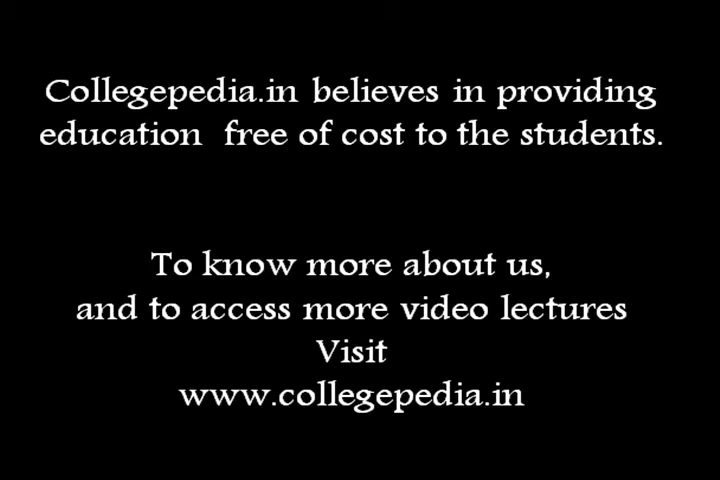 Collegepedia.in believes in providing
education free of cost to the students.
To know more about us,
and to access more video lectures
Visit
www.collegepedia.in